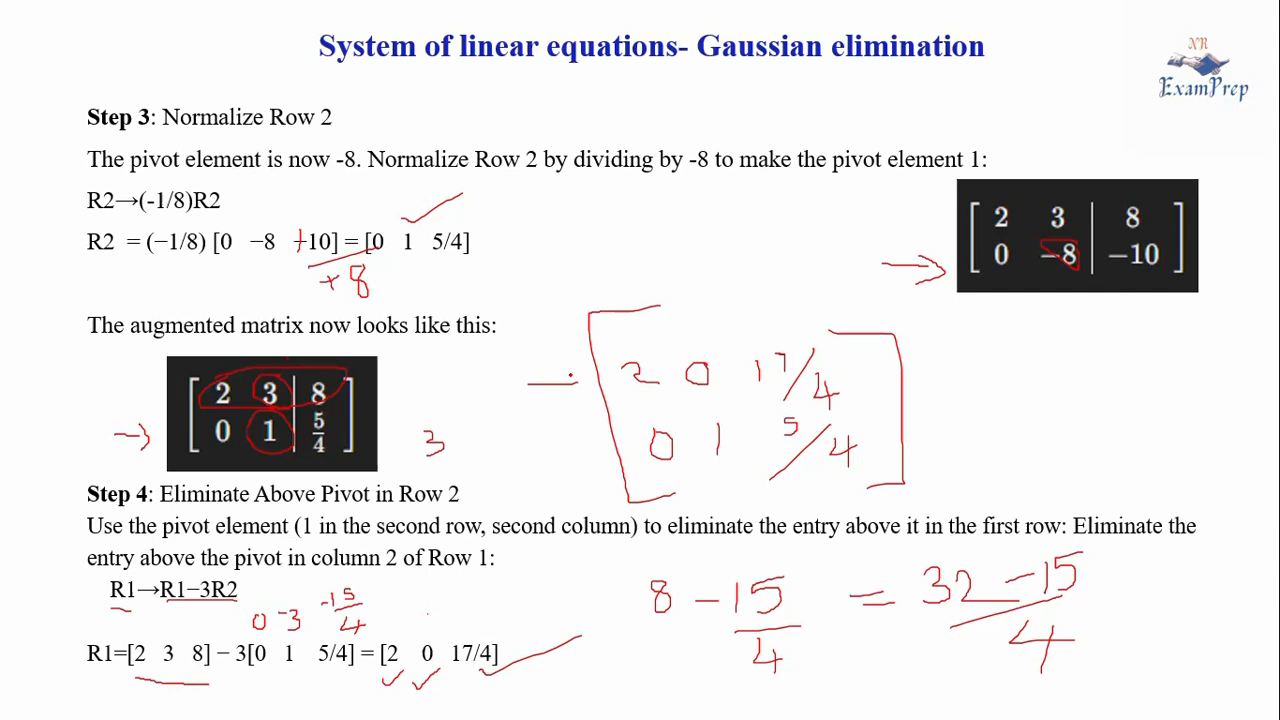 System of linear equations- Gaussian elimination
NR
ExamPrep
Step 3: Normalize Row 2
The pivot element is now -8. Normalize Row 2 by dividing by -8 to make the pivot element 1:
R2→(-1/8)R2
R2 = (−1/8) [0 −8 −10] = [0 1 5/4]
+8
2 3 | 8
0 −8 | −10
The augmented matrix now looks like this:
2 3 | 8
0 1 | 5/4
3
2 0 17/4
0 1 5/4
Step 4: Eliminate Above Pivot in Row 2
Use the pivot element (1 in the second row, second column) to eliminate the entry above it in the first row: Eliminate the
entry above the pivot in column 2 of Row 1:
R1→R1−3R2
0 -3 -15/4
R1=[2 3 8] − 3[0 1 5/4] = [2 0 17/4]
8 - 15/4 = 32 - 15/4